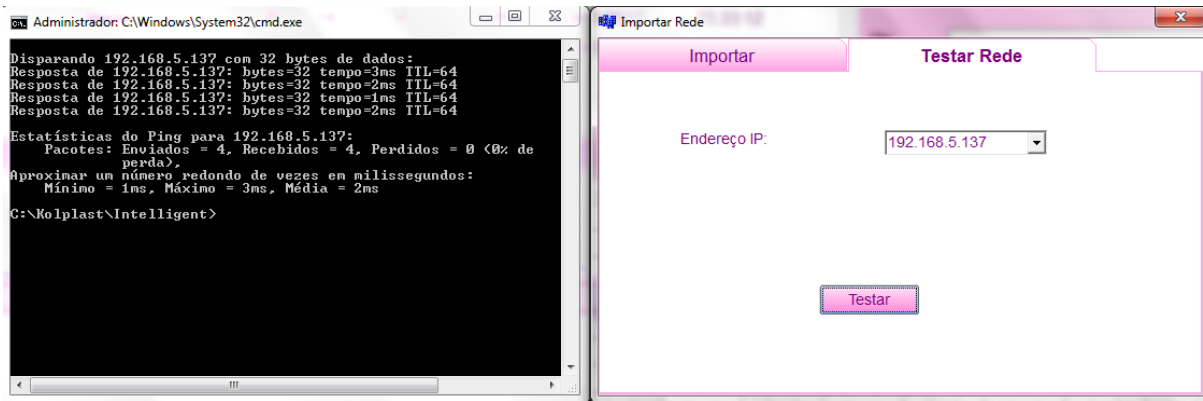 Administrador: C:\Windows\System32\cmd.exe
Disparando 192.168.5.137 com 32 bytes de dados:
Resposta de 192.168.5.137: bytes=32 tempo=3ms TTL=64
Resposta de 192.168.5.137: bytes=32 tempo=2ms TTL=64
Resposta de 192.168.5.137: bytes=32 tempo=1ms TTL=64
Resposta de 192.168.5.137: bytes=32 tempo=2ms TTL=64
Estatísticas do Ping para 192.168.5.137:
Pacotes: Enviados = 4, Recebidos = 4, Perdidos = 0 (0% de
perda),
Aproximar um número redondo de vezes em milissegundos:
Mínimo = 1ms, Máximo = 3ms, Média = 2ms
C:\Kolplast\Intelligent>
Importar Rede
Importar
Testar Rede
Endereço IP:
192.168.5.137
Testar